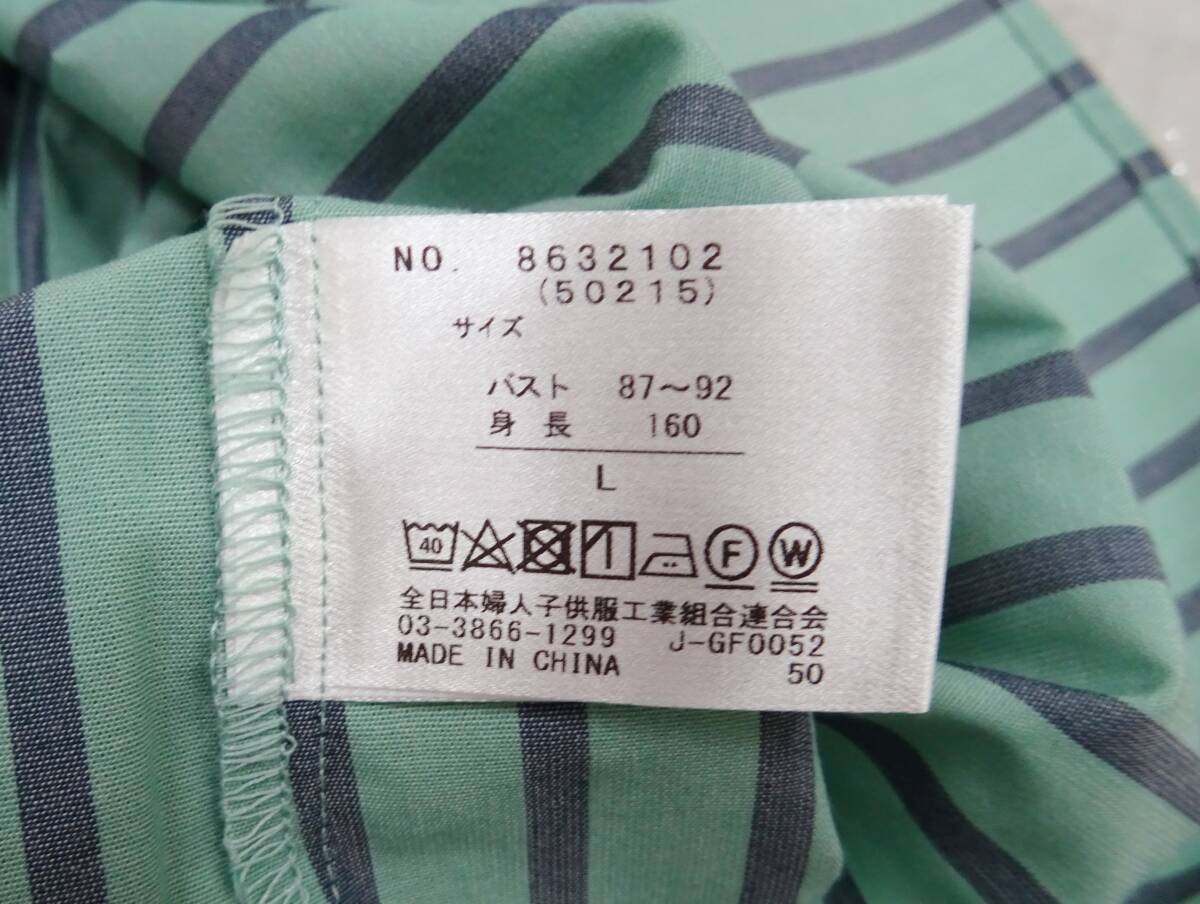 NO. 8632102
(50215)
サイズ
バスト 87〜92
身長 160
L
40 F W
全日本婦人子供服工業組合連合会
03-3866-1299 J-GF0052
MADE IN CHINA 50